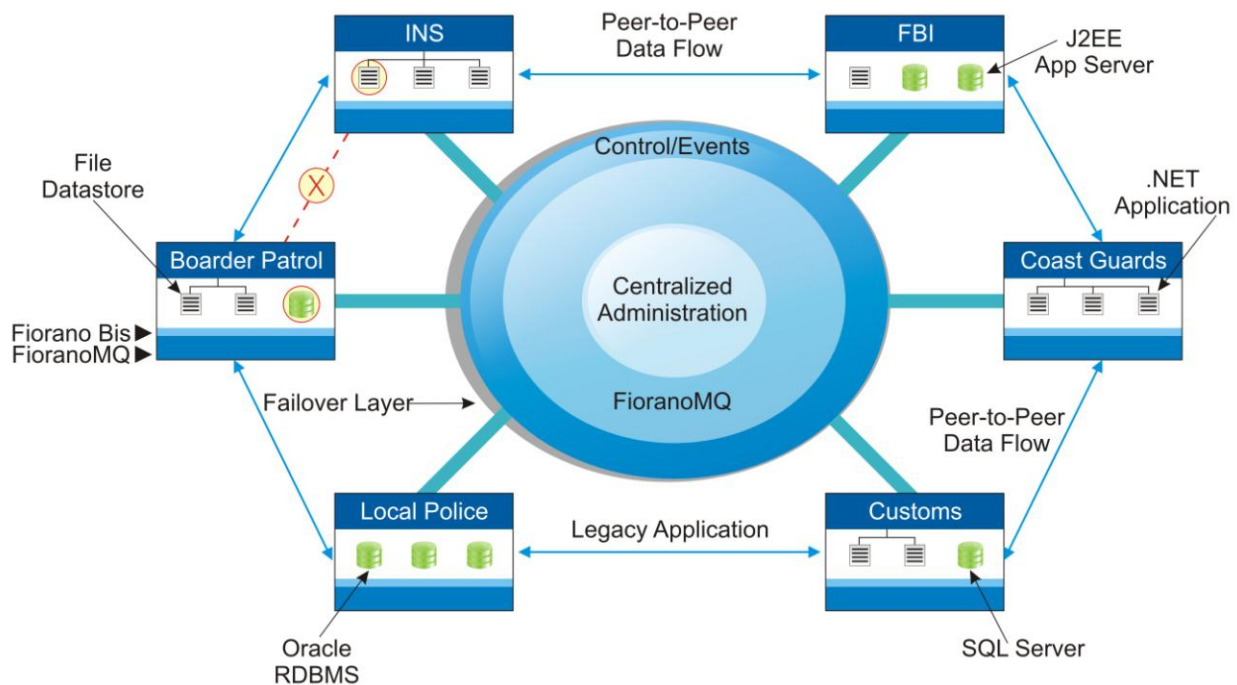 INS
Peer-to-Peer
Data Flow
FBI
J2EE
App Server
Control/Events
File
Datastore
X
.NET
Application
Boarder Patrol
Coast Guards
Centralized
Administration
Fiorano Bis
FioranoMQ
Failover Layer
FioranoMQ
Peer-to-Peer
Data Flow
Local Police
Legacy Application
Customs
Oracle
RDBMS
SQL Server